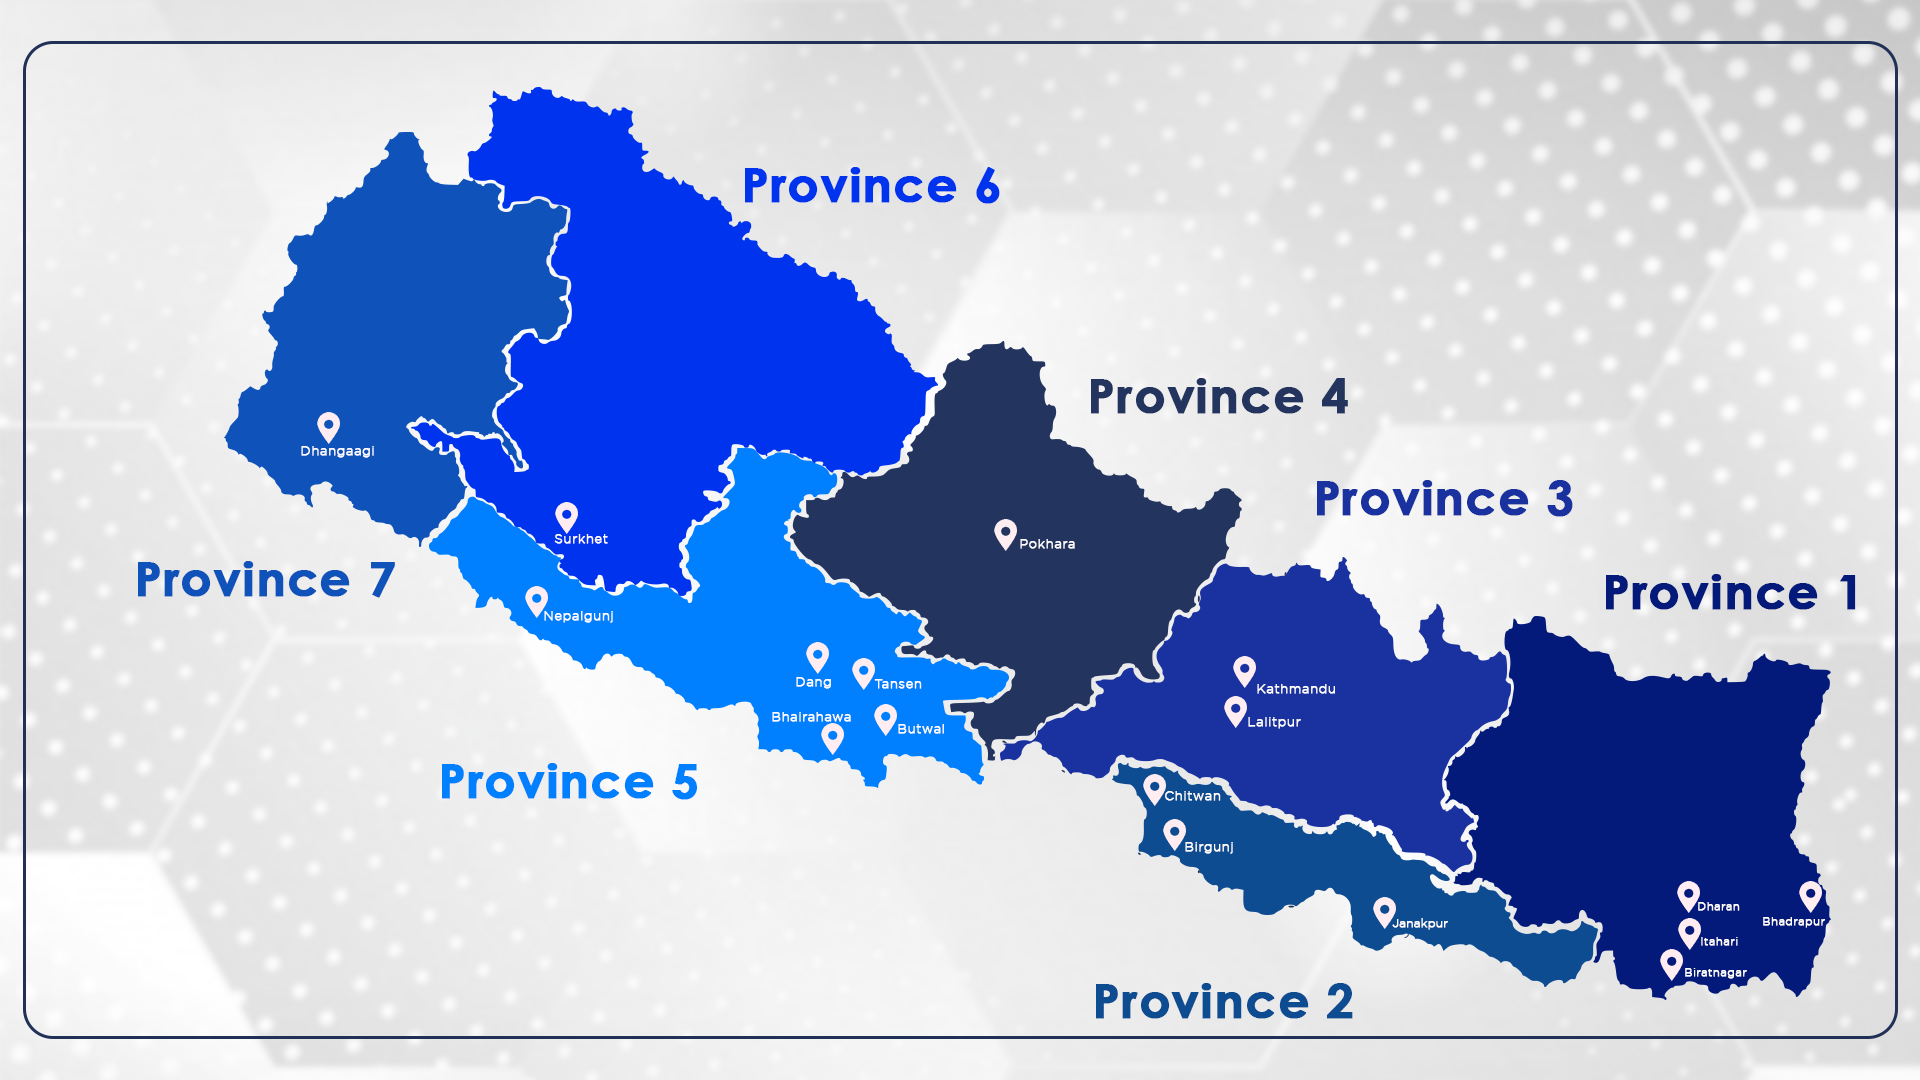 Province 6
Province 4
Province 3
Province 1
Province 7
Province 5
Province 2
Dhangaagi
Surkhet
Pokhara
Nepalgunj
Dang
Tansen
Bhairahawa
Butwal
Kathmandu
Lalitpur
Chitwan
Birgunj
Janakpur
Dharan
Bhadrapur
Itahari
Biratnagar